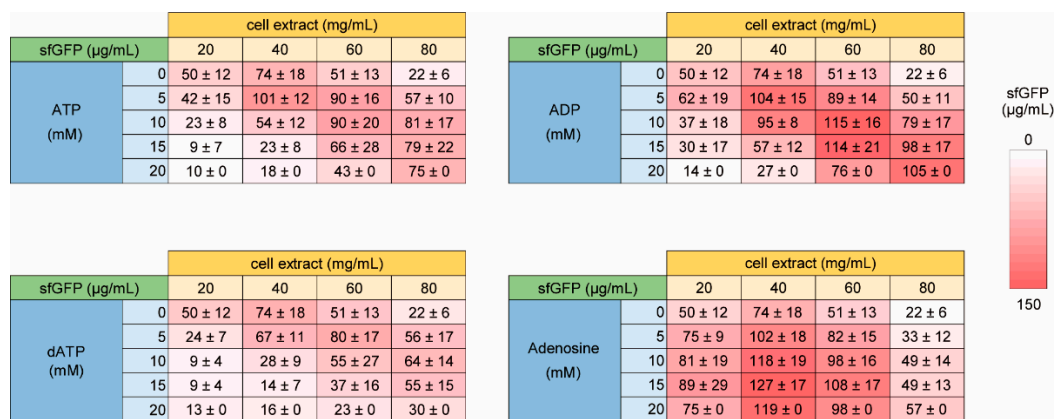 cell extract (mg/mL)
sfGFP (µg/mL) 20 40 60 80
ATP (mM)
0 50 ± 12 74 ± 18 51 ± 13 22 ± 6
5 42 ± 15 101 ± 12 90 ± 16 57 ± 10
10 23 ± 8 54 ± 12 90 ± 20 81 ± 17
15 9 ± 7 23 ± 8 66 ± 28 79 ± 22
20 10 ± 0 18 ± 0 43 ± 0 75 ± 0
cell extract (mg/mL)
sfGFP (µg/mL) 20 40 60 80
ADP (mM)
0 50 ± 12 74 ± 18 51 ± 13 22 ± 6
5 62 ± 19 104 ± 15 89 ± 14 50 ± 11
10 37 ± 18 95 ± 8 115 ± 16 79 ± 17
15 30 ± 17 57 ± 12 114 ± 21 98 ± 17
20 14 ± 0 27 ± 0 76 ± 0 105 ± 0
sfGFP
(µg/mL)
0
150
cell extract (mg/mL)
sfGFP (µg/mL) 20 40 60 80
dATP (mM)
0 50 ± 12 74 ± 18 51 ± 13 22 ± 6
5 24 ± 7 67 ± 11 80 ± 17 56 ± 17
10 9 ± 4 28 ± 9 55 ± 27 64 ± 14
15 9 ± 4 14 ± 7 37 ± 16 55 ± 15
20 13 ± 0 16 ± 0 23 ± 0 30 ± 0
cell extract (mg/mL)
sfGFP (µg/mL) 20 40 60 80
Adenosine (mM)
0 50 ± 12 74 ± 18 51 ± 13 22 ± 6
5 75 ± 9 102 ± 18 82 ± 15 33 ± 12
10 81 ± 19 118 ± 19 98 ± 16 49 ± 14
15 89 ± 29 127 ± 17 108 ± 17 49 ± 13
20 75 ± 0 119 ± 0 98 ± 0 57 ± 0